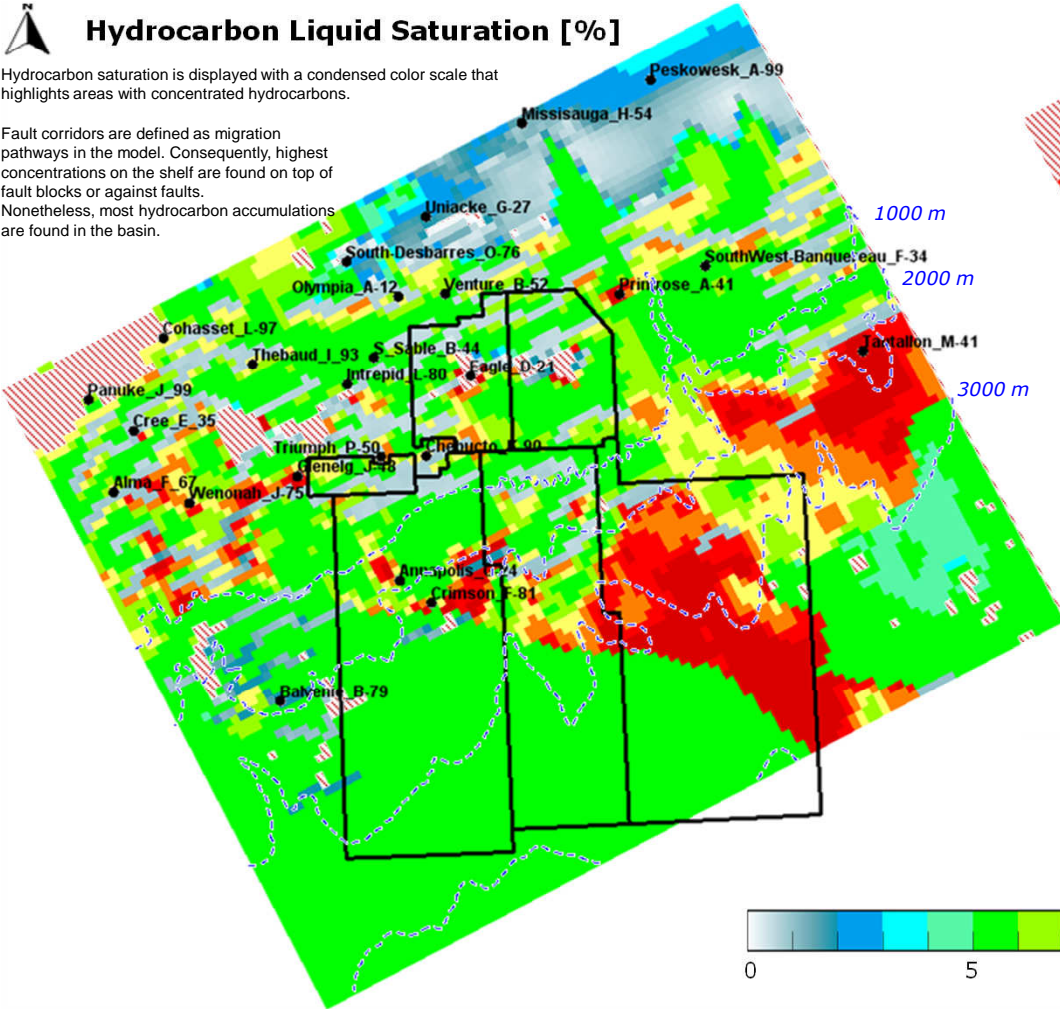 N
Hydrocarbon Liquid Saturation [%]
Hydrocarbon saturation is displayed with a condensed color scale that
highlights areas with concentrated hydrocarbons.
Fault corridors are defined as migration
pathways in the model. Consequently, highest
concentrations on the shelf are found on top of
fault blocks or against faults.
Nonetheless, most hydrocarbon accumulations
are found in the basin.
Peskowesk_A-99
Missisauga_H-54
Uniacke_G-27
1000 m
South-Desbarres_O-76
SouthWest-Banquereau_F-34
2000 m
Olympia_A-12
Venture_B-52
Primrose_A-41
Cohasset_L-97
Tantallon_M-41
Thebaud_I_93
S_Sable_B-44
Eagle_D-21
Intrepid_L-80
3000 m
Panuke_J_99
Cree_E_35
Triumph_P-50
Chebucto_K-90
Glenelg_J-48
Alma_F_67
Wenonah_J-75
Annapolis_G-24
Crimson_F-81
Balvenie_B-79
0
5